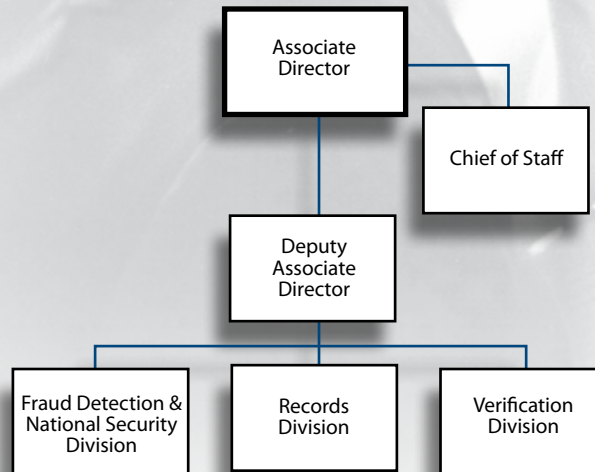 Associate
Director
Chief of Staff
Deputy
Associate
Director
Fraud Detection &
National Security
Division
Records
Division
Verification
Division